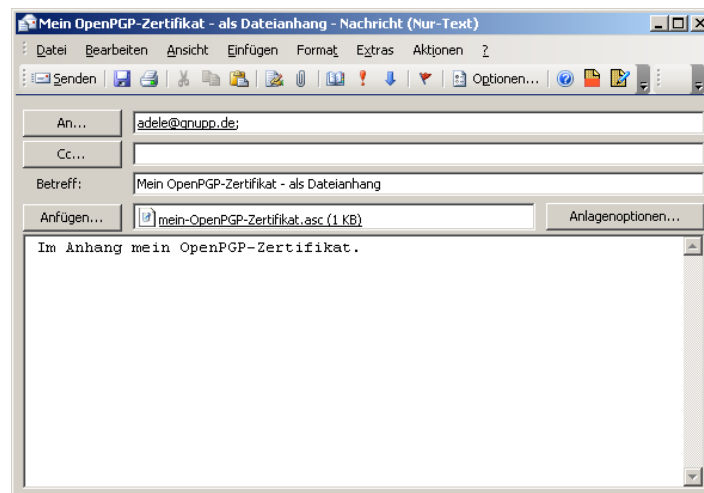 Mein OpenPGP-Zertifikat - als Dateianhang - Nachricht (Nur-Text)
Datei Bearbeiten Ansicht Einfügen Format Extras Aktionen ?
Senden Optionen...
An... adele@gnupp.de;
Cc...
Betreff: Mein OpenPGP-Zertifikat - als Dateianhang
Anfügen... mein-OpenPGP-Zertifikat.asc (1 KB) Anlagenoptionen...
Im Anhang mein OpenPGP-Zertifikat.